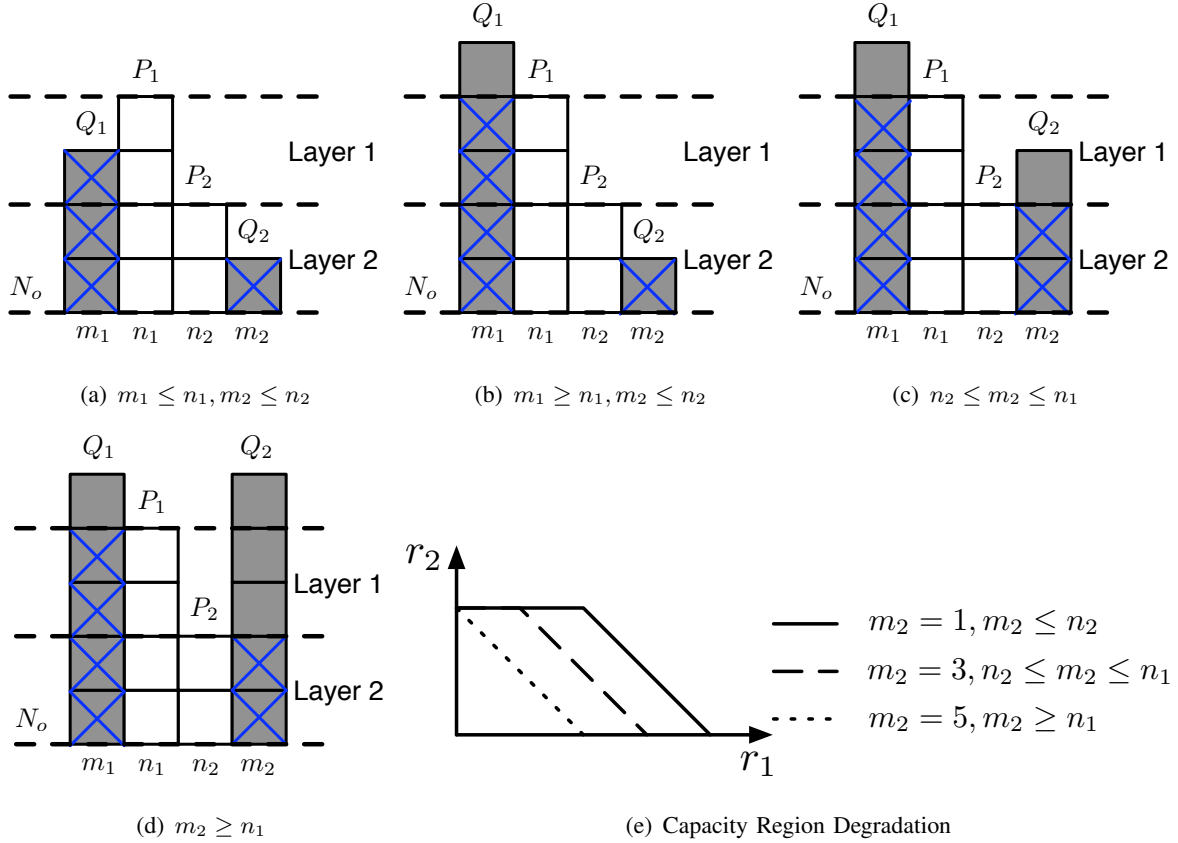 Q₁
P₁
Q₁
P₂
Q₂
Layer 1
Layer 2
Nₒ
m₁ n₁ n₂ m₂
(a) m₁ ≤ n₁, m₂ ≤ n₂
Q₁
P₁
P₂
Q₂
Layer 1
Layer 2
Nₒ
m₁ n₁ n₂ m₂
(b) m₁ ≥ n₁, m₂ ≤ n₂
Q₁
P₁
Q₂
P₂
Layer 1
Layer 2
Nₒ
m₁ n₁ n₂ m₂
(c) n₂ ≤ m₂ ≤ n₁
Q₁ Q₂
P₁
P₂
Layer 1
Layer 2
Nₒ
m₁ n₁ n₂ m₂
(d) m₂ ≥ n₁
r₂
r₁
m₂ = 1, m₂ ≤ n₂
m₂ = 3, n₂ ≤ m₂ ≤ n₁
m₂ = 5, m₂ ≥ n₁
(e) Capacity Region Degradation